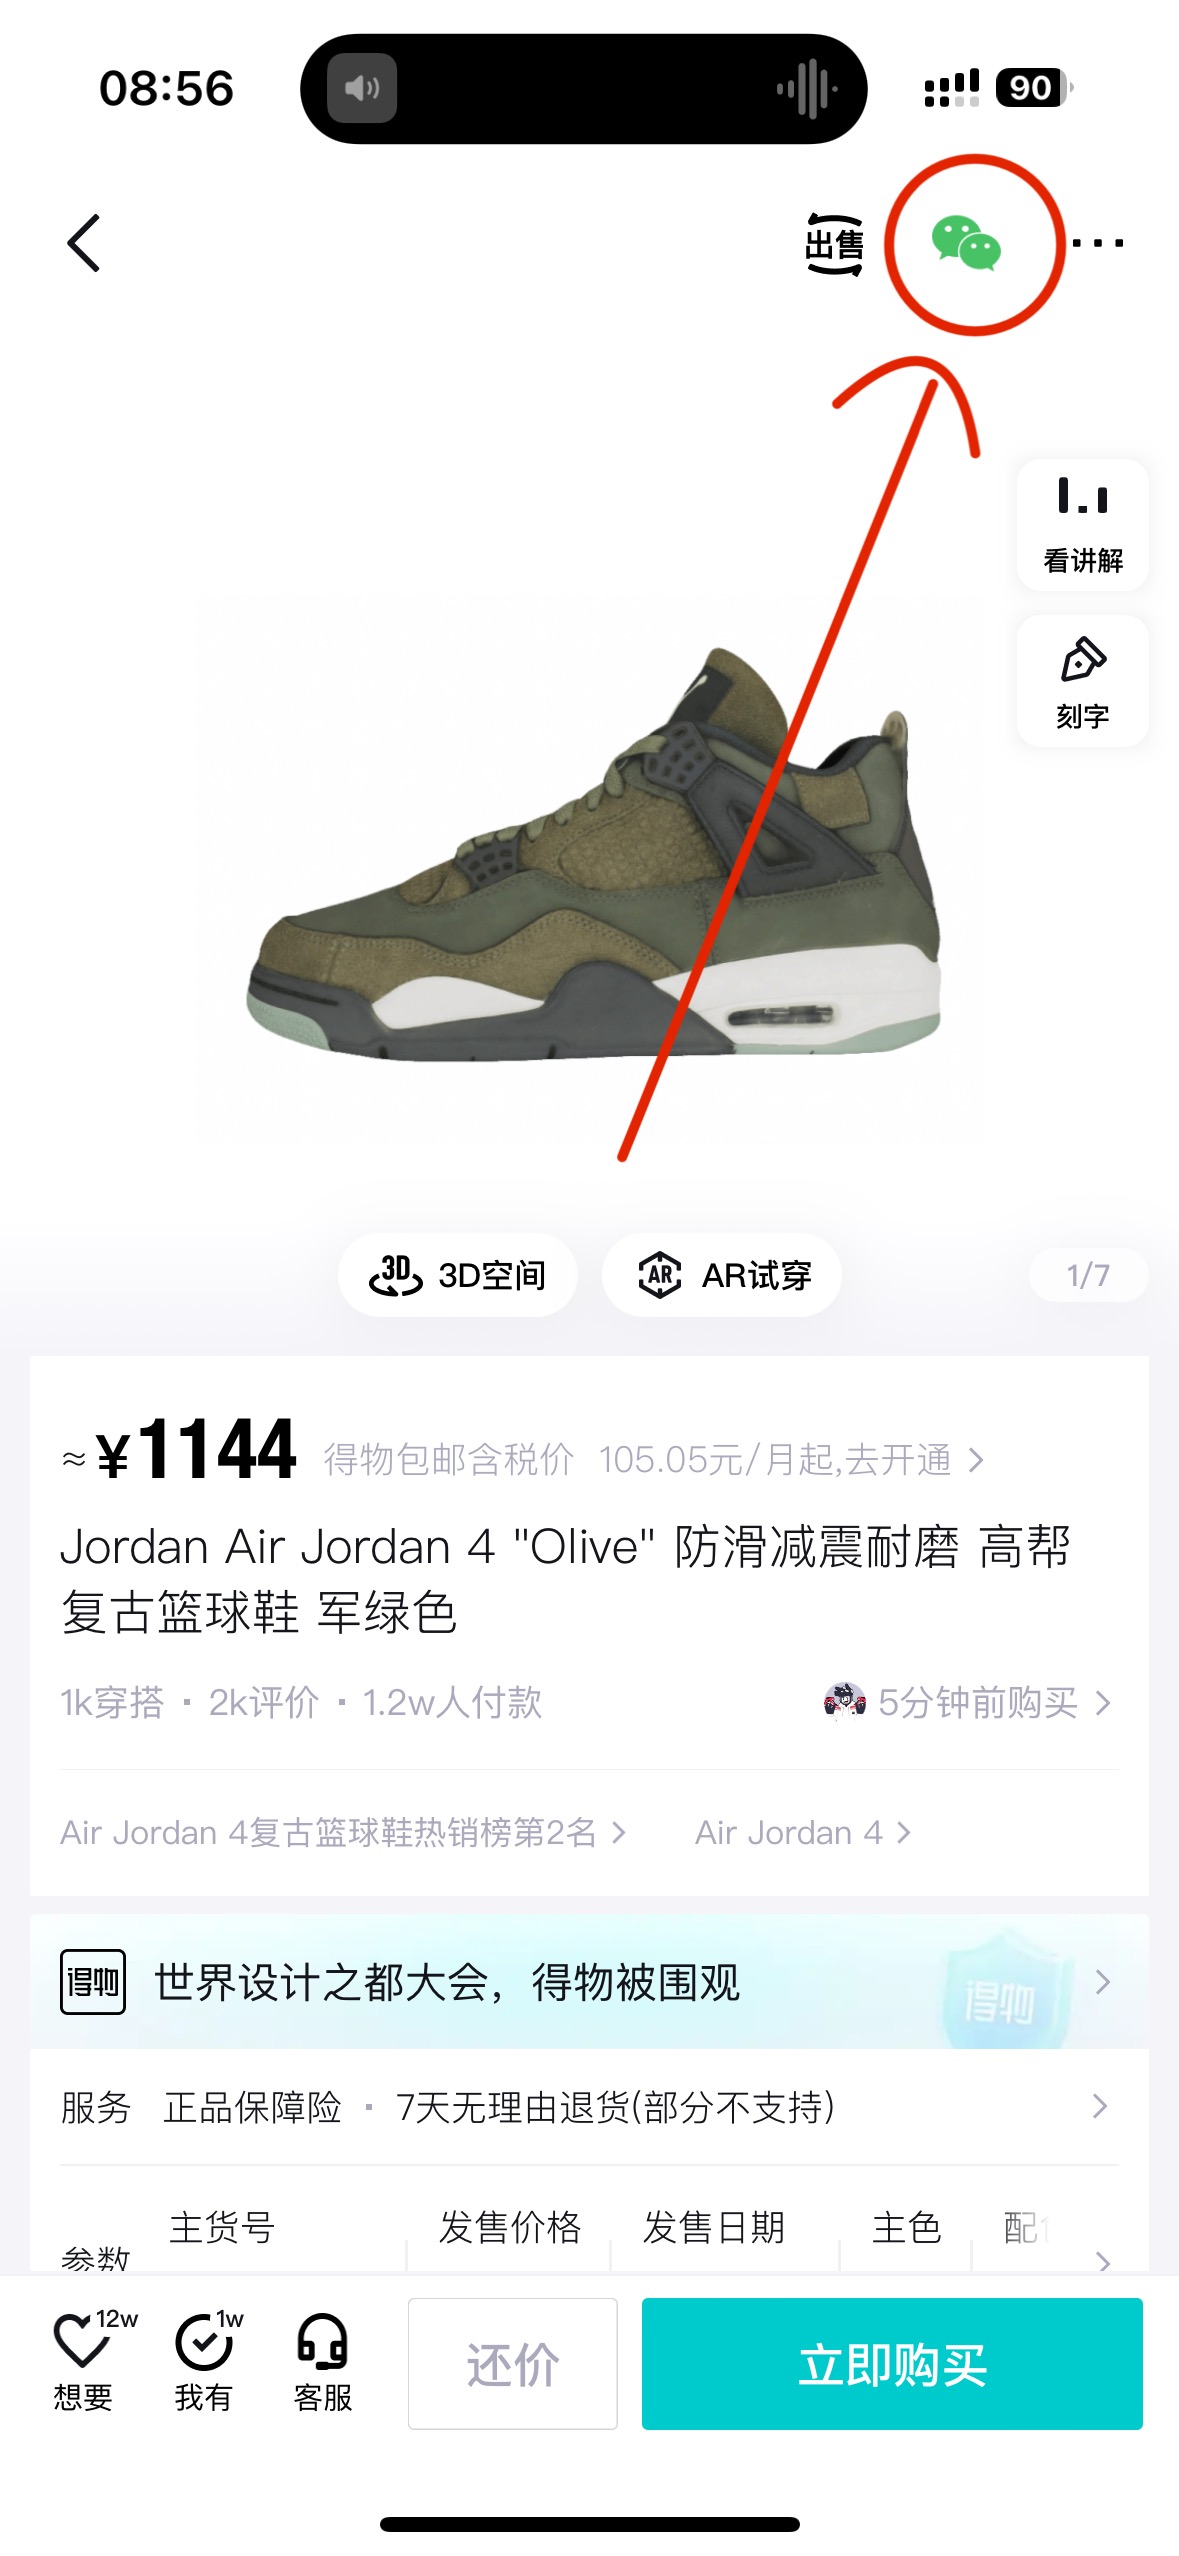 08:56
90
出售
看讲解
刻字
3D空间
AR AR试穿
1/7
≈¥1144 得物包邮含税价 105.05元/月起,去开通
Jordan Air Jordan 4 "Olive" 防滑减震耐磨 高帮
复古篮球鞋 军绿色
1k穿搭 · 2k评价 · 1.2w人付款 5分钟前购买
Air Jordan 4复古篮球鞋热销榜第2名 Air Jordan 4
得物 世界设计之都大会，得物被围观 得物
服务 正品保障险 · 7天无理由退货(部分不支持)
参数 主货号 发售价格 发售日期 主色 配
12w 1w
想要 我有 客服 还价 立即购买